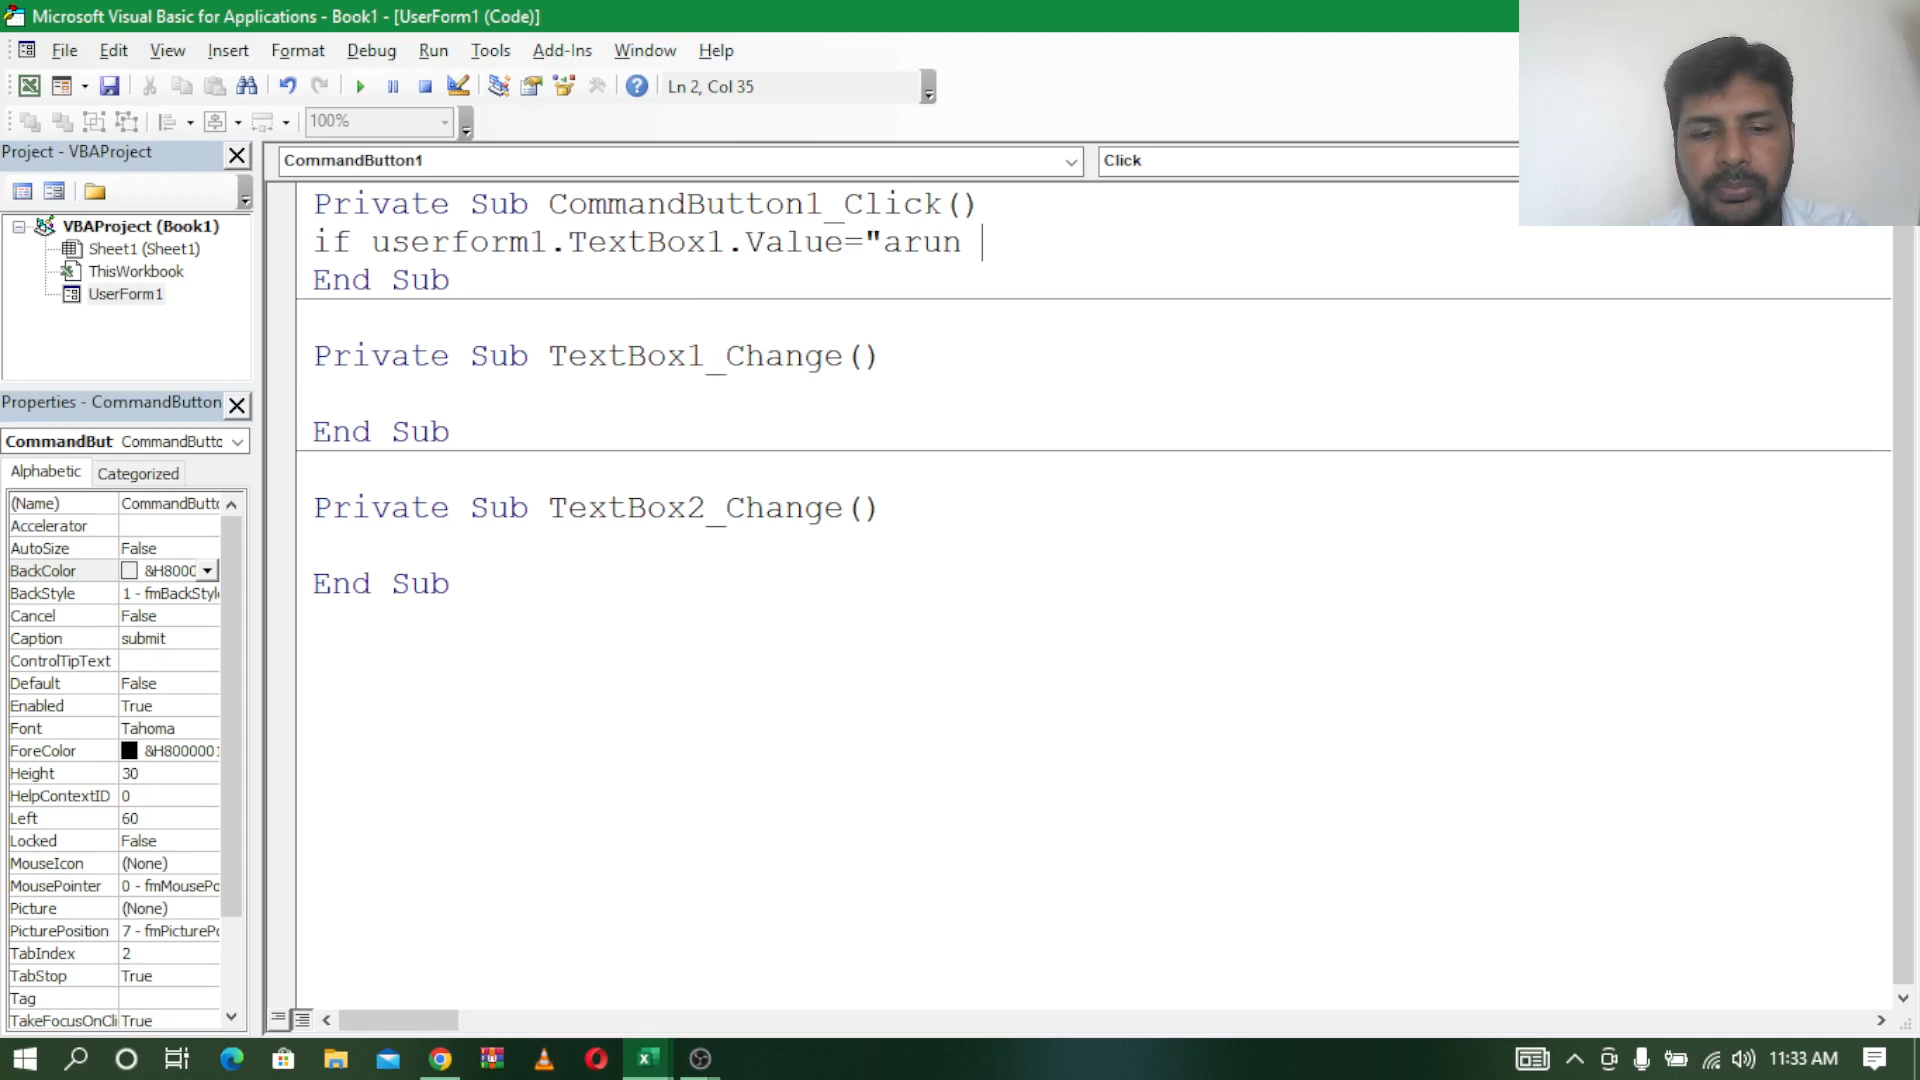 Microsoft Visual Basic for Applications - Book1 - [UserForm1 (Code)]
File Edit View Insert Format Debug Run Tools Add-Ins Window Help
Ln 2, Col 35
100%
Project - VBAProject
CommandButton1
Click
VBAProject (Book1)
Sheet1 (Sheet1)
ThisWorkbook
UserForm1
Private Sub CommandButton1_Click()
if userform1.TextBox1.Value="arun
End Sub
Private Sub TextBox1_Change()
End Sub
Private Sub TextBox2_Change()
End Sub
Properties - CommandButton
CommandBut CommandButto
Alphabetic Categorized
(Name) CommandButto
Accelerator
AutoSize False
BackColor &H8000
BackStyle 1 - fmBackStyl
Cancel False
Caption submit
ControlTipText
Default False
Enabled True
Font Tahoma
ForeColor &H8000001
Height 30
HelpContextID 0
Left 60
Locked False
MouseIcon (None)
MousePointer 0 - fmMousePo
Picture (None)
PicturePosition 7 - fmPicturePo
TabIndex 2
TabStop True
Tag
TakeFocusOnCli True
11:33 AM